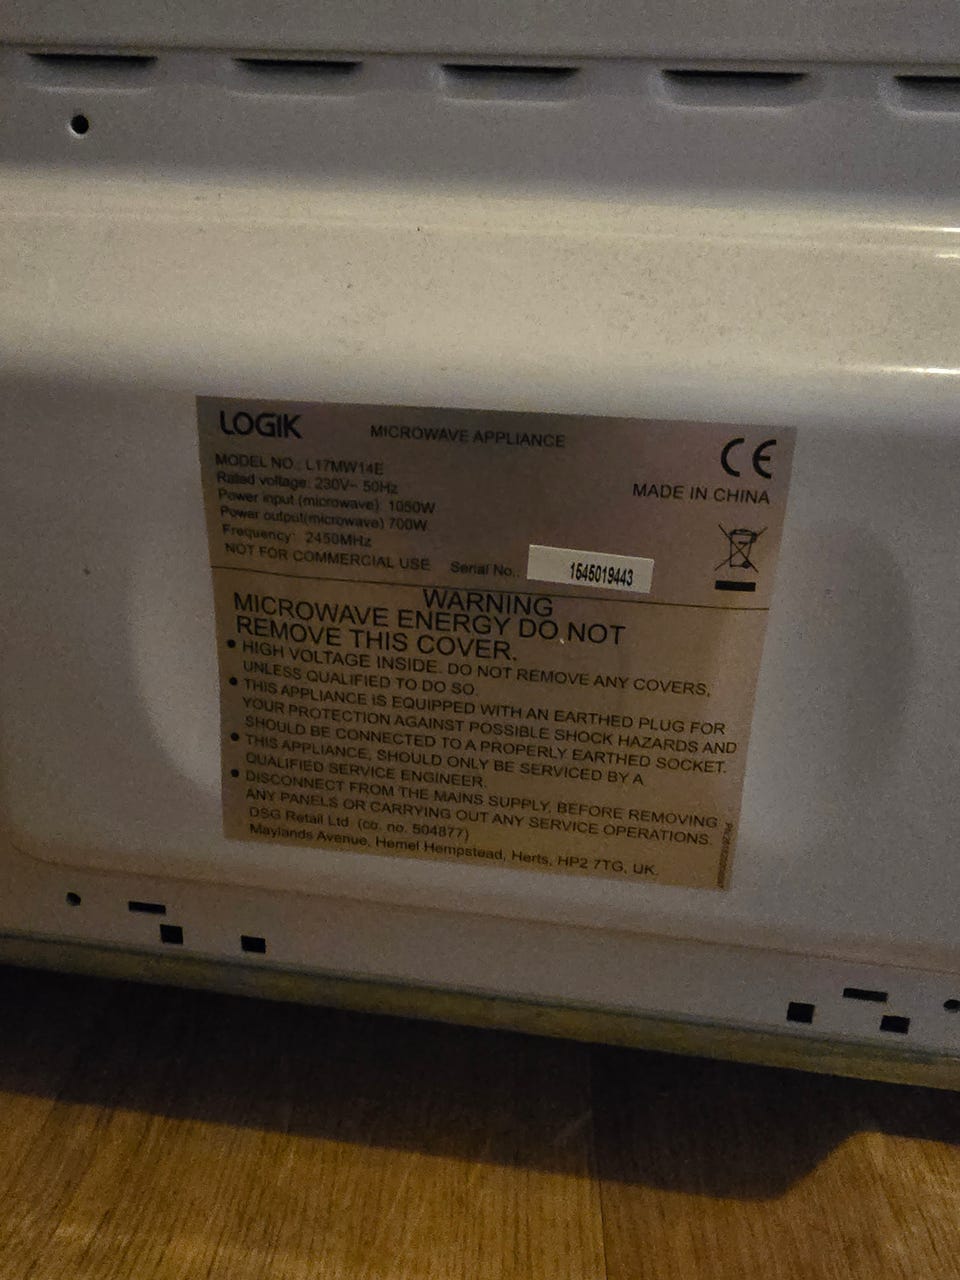 LOGIK
MICROWAVE APPLIANCE
CE
MODEL NO.: L17MW14E
Rated voltage: 230V~ 50Hz
Power input (microwave): 1050W
Power output(microwave) 700W
Frequency: 2450MHz
NOT FOR COMMERCIAL USE
MADE IN CHINA
Serial No.: 1545019443
WARNING
MICROWAVE ENERGY DO NOT
REMOVE THIS COVER.
• HIGH VOLTAGE INSIDE. DO NOT REMOVE ANY COVERS,
UNLESS QUALIFIED TO DO SO.
• THIS APPLIANCE IS EQUIPPED WITH AN EARTHED PLUG FOR
YOUR PROTECTION AGAINST POSSIBLE SHOCK HAZARDS AND
SHOULD BE CONNECTED TO A PROPERLY EARTHED SOCKET.
• THIS APPLIANCE, SHOULD ONLY BE SERVICED BY A
QUALIFIED SERVICE ENGINEER.
• DISCONNECT FROM THE MAINS SUPPLY, BEFORE REMOVING
ANY PANELS OR CARRYING OUT ANY SERVICE OPERATIONS.
DSG Retail Ltd. (co. no. 504877)
Maylands Avenue, Hemel Hempstead, Herts, HP2 7TG, UK.